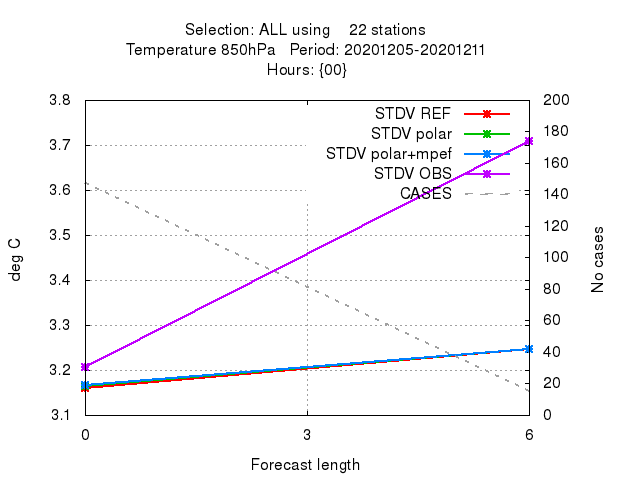 Selection: ALL using    22 stations
Temperature 850hPa   Period: 20201205-20201211
Hours: {00}
3.8
3.7
3.6
3.5
3.4
3.3
3.2
3.1
deg C
STDV REF
STDV polar
STDV polar+mpef
STDV OBS
CASES
200
180
160
140
120
100
80
60
40
20
0
No cases
0 3 6
Forecast length